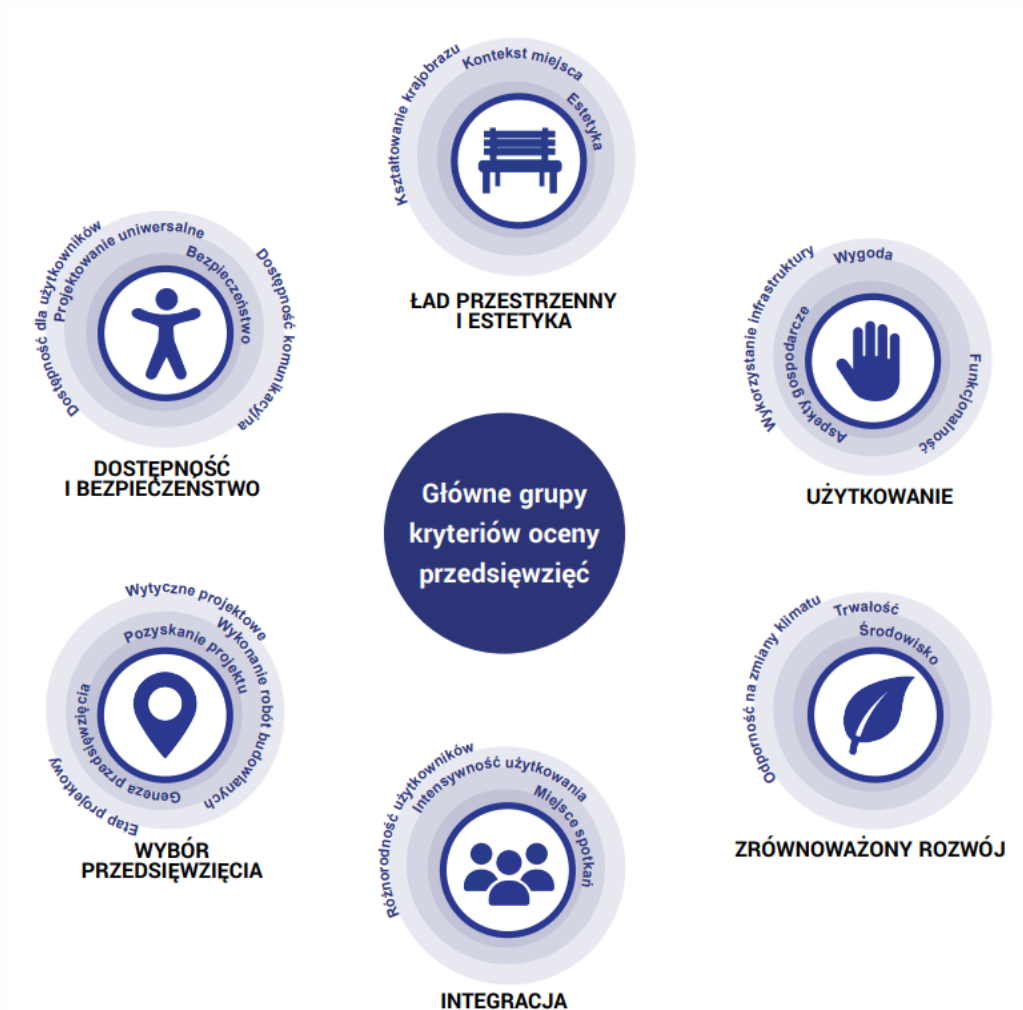 Kształtowanie krajobrazu
Kontekst miejsca
Estetyka
ŁAD PRZESTRZENNY
I ESTETYKA
Dostępność dla użytkowników
Projektowanie uniwersalne
Bezpieczeństwo
Dostępność komunikacyjna
DOSTĘPNOŚĆ
I BEZPIECZEŃSTWO
Wykorzystanie infrastruktury
Wygoda
Aspekty gospodarcze
Funkcjonalność
UŻYTKOWANIE
Główne grupy
kryteriów oceny
przedsięwzięć
Wytyczne projektowe
Wykonanie robót budowlanych
Pozyskanie projektu
Geneza przedsięwzięcia
Etap projektowy
WYBÓR
PRZEDSIĘWZIĘCIA
Odporność na zmiany klimatu
Trwałość
Środowisko
ZRÓWNOWAŻONY ROZWÓJ
Różnorodność użytkowników
Intensywność użytkowania
Miejsce spotkań
INTEGRACJA